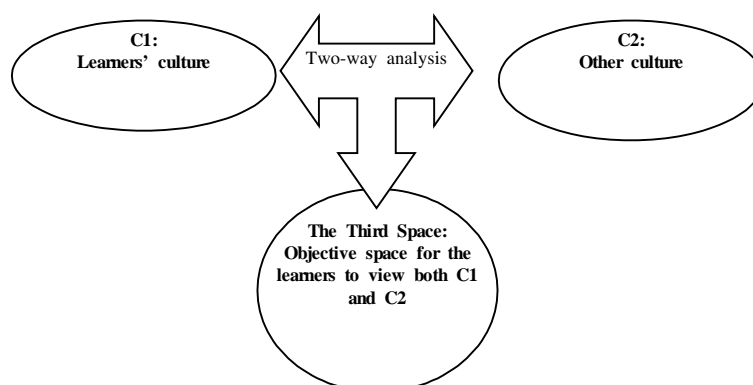 C1:
Learners' culture
Two-way analysis
C2:
Other culture
The Third Space:
Objective space for the
learners to view both C1
and C2